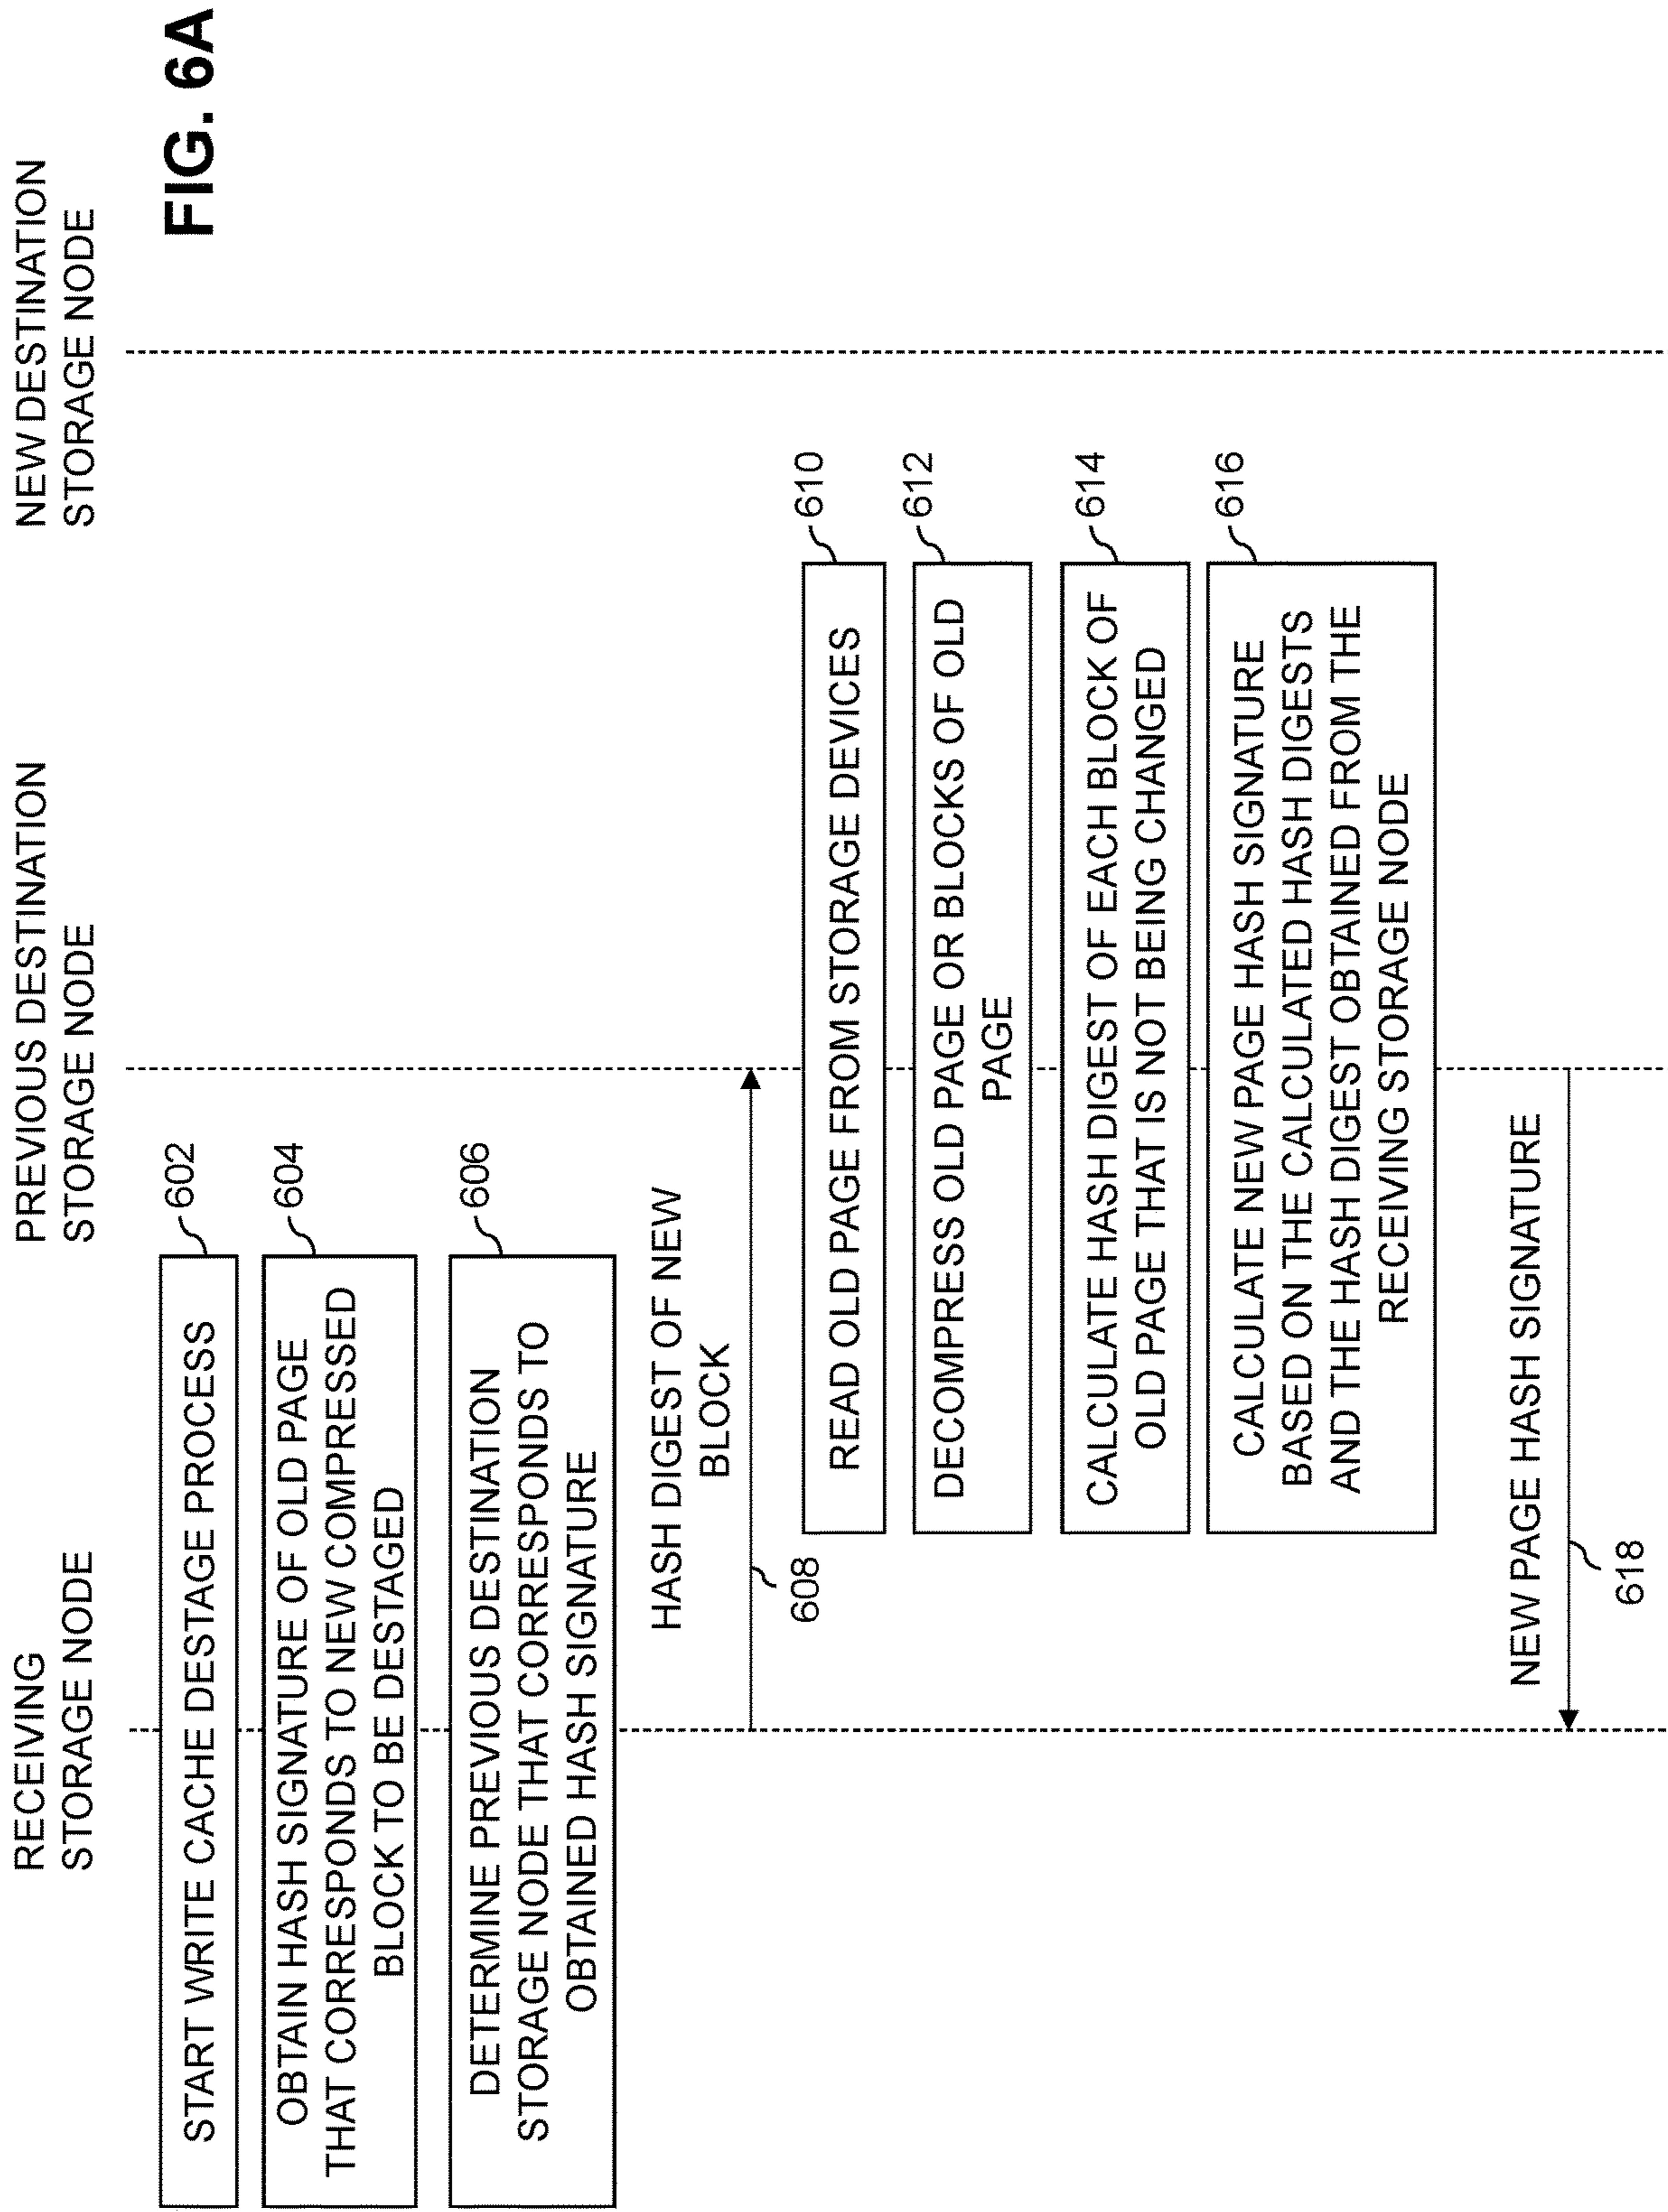 FIG. 6A
RECEIVING
STORAGE NODE
PREVIOUS DESTINATION
STORAGE NODE
NEW DESTINATION
STORAGE NODE
START WRITE CACHE DESTAGE PROCESS
602
OBTAIN HASH SIGNATURE OF OLD PAGE
THAT CORRESPONDS TO NEW COMPRESSED
BLOCK TO BE DESTAGED
604
DETERMINE PREVIOUS DESTINATION
STORAGE NODE THAT CORRESPONDS TO
OBTAINED HASH SIGNATURE
606
HASH DIGEST OF NEW
BLOCK
608
READ OLD PAGE FROM STORAGE DEVICES
610
DECOMPRESS OLD PAGE OR BLOCKS OF OLD
PAGE
612
CALCULATE HASH DIGEST OF EACH BLOCK OF
OLD PAGE THAT IS NOT BEING CHANGED
614
CALCULATE NEW PAGE HASH SIGNATURE
BASED ON THE CALCULATED HASH DIGESTS
AND THE HASH DIGEST OBTAINED FROM THE
RECEIVING STORAGE NODE
616
NEW PAGE HASH SIGNATURE
618